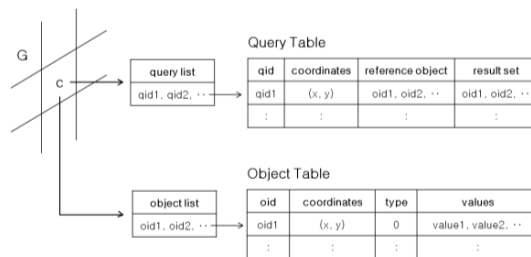 G
c
query list
qid1, qid2, ··
Query Table
qid coordinates reference object result set
qid1 (x, y) oid1, oid2, ·· oid1, oid2, ··
: : : :
object list
oid1, oid2, ··
Object Table
oid coordinates type values
oid1 (x, y) 0 value1, value2, ··
: : : :